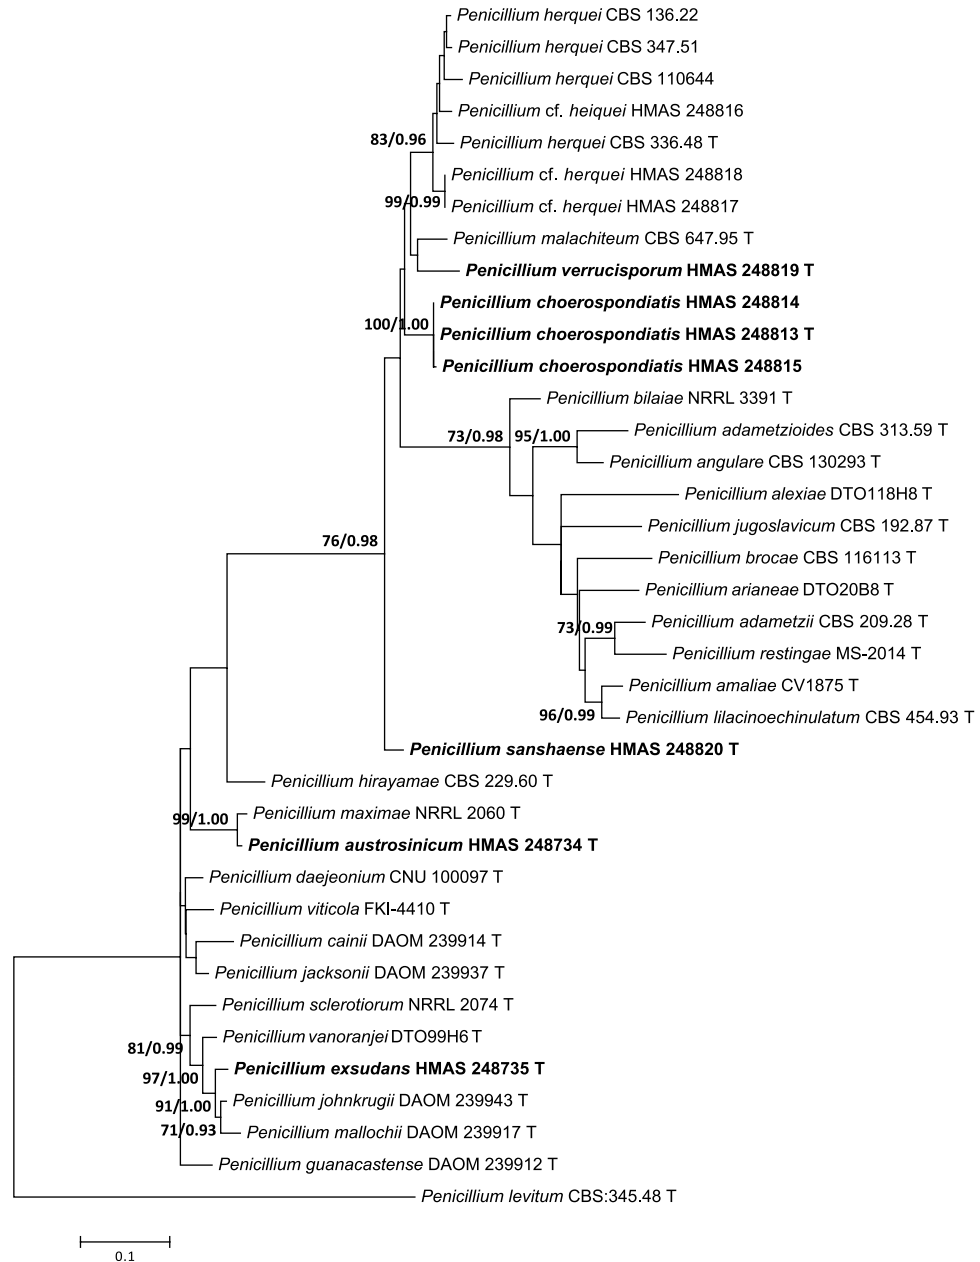 Penicillium herquei CBS 136.22
Penicillium herquei CBS 347.51
Penicillium herquei CBS 110644
Penicillium cf. heiquei HMAS 248816
83/0.96
Penicillium herquei CBS 336.48 T
Penicillium cf. herquei HMAS 248818
99/0.99
Penicillium cf. herquei HMAS 248817
Penicillium malachiteum CBS 647.95 T
Penicillium verrucisporum HMAS 248819 T
Penicillium choerospondiatis HMAS 248814
100/1.00
Penicillium choerospondiatis HMAS 248813 T
Penicillium choerospondiatis HMAS 248815
Penicillium bilaiae NRRL 3391 T
73/0.98 95/1.00
Penicillium adametzioides CBS 313.59 T
Penicillium angulare CBS 130293 T
Penicillium alexiae DTO118H8 T
Penicillium jugoslavicum CBS 192.87 T
76/0.98
Penicillium brocae CBS 116113 T
Penicillium arianeae DTO20B8 T
Penicillium adametzii CBS 209.28 T
73/0.99
Penicillium restingae MS-2014 T
Penicillium amaliae CV1875 T
96/0.99
Penicillium lilacinoechinulatum CBS 454.93 T
Penicillium sanshaense HMAS 248820 T
Penicillium hirayamae CBS 229.60 T
Penicillium maximae NRRL 2060 T
99/1.00
Penicillium austrosinicum HMAS 248734 T
Penicillium daejeonium CNU 100097 T
Penicillium viticola FKI-4410 T
Penicillium cainii DAOM 239914 T
Penicillium jacksonii DAOM 239937 T
Penicillium sclerotiorum NRRL 2074 T
Penicillium vanoranjei DTO99H6 T
81/0.99
Penicillium exsudans HMAS 248735 T
97/1.00
Penicillium johnkrugii DAOM 239943 T
91/1.00
Penicillium mallochii DAOM 239917 T
71/0.93
Penicillium guanacastense DAOM 239912 T
Penicillium levitum CBS:345.48 T
0.1